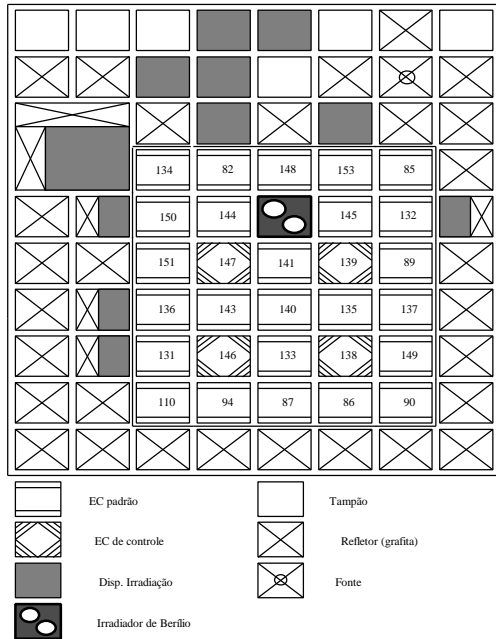 134 82 148 153 85
150 144 145 132
151 147 141 139 89
136 143 140 135 137
131 146 133 138 149
110 94 87 86 90
EC padrão
Tampão
EC de controle
Refletor (grafita)
Disp. Irradiação
Fonte
Irradiador de Berílio